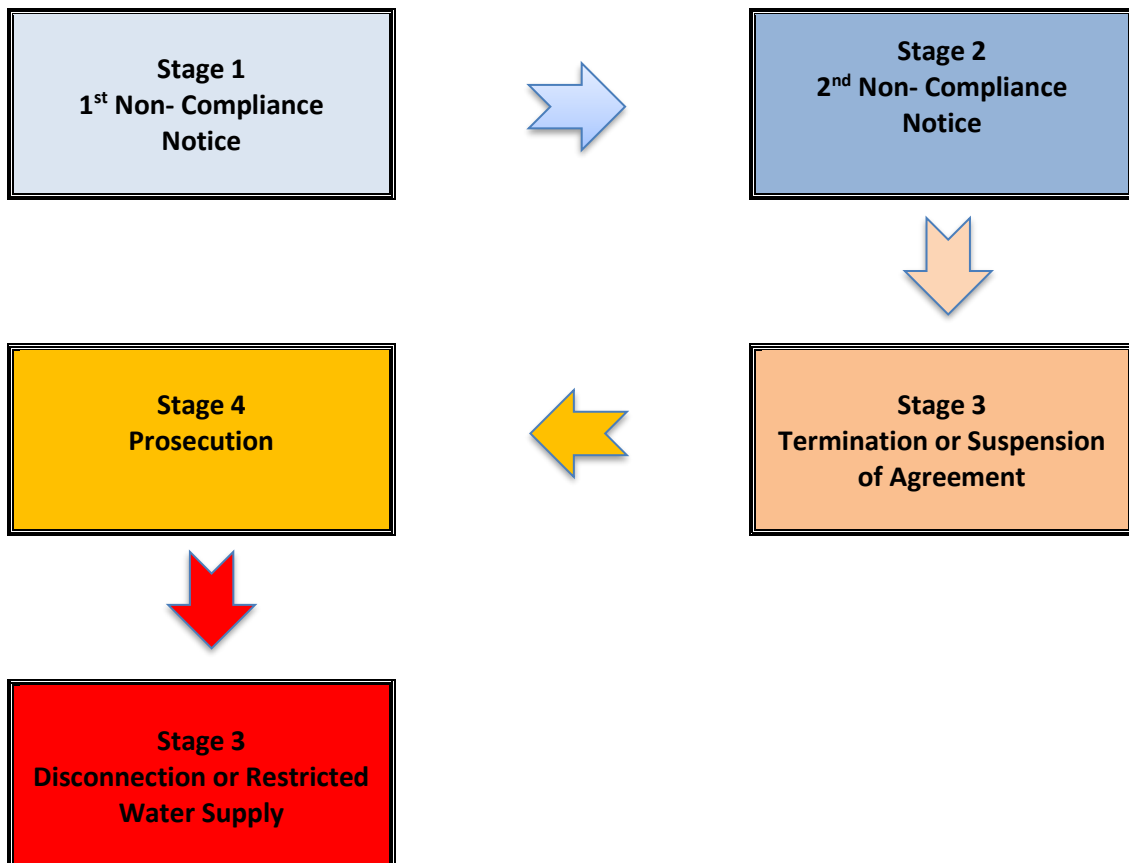 Stage 1
1st Non- Compliance
Notice
Stage 2
2nd Non- Compliance
Notice
Stage 3
Termination or Suspension
of Agreement
Stage 4
Prosecution
Stage 3
Disconnection or Restricted
Water Supply